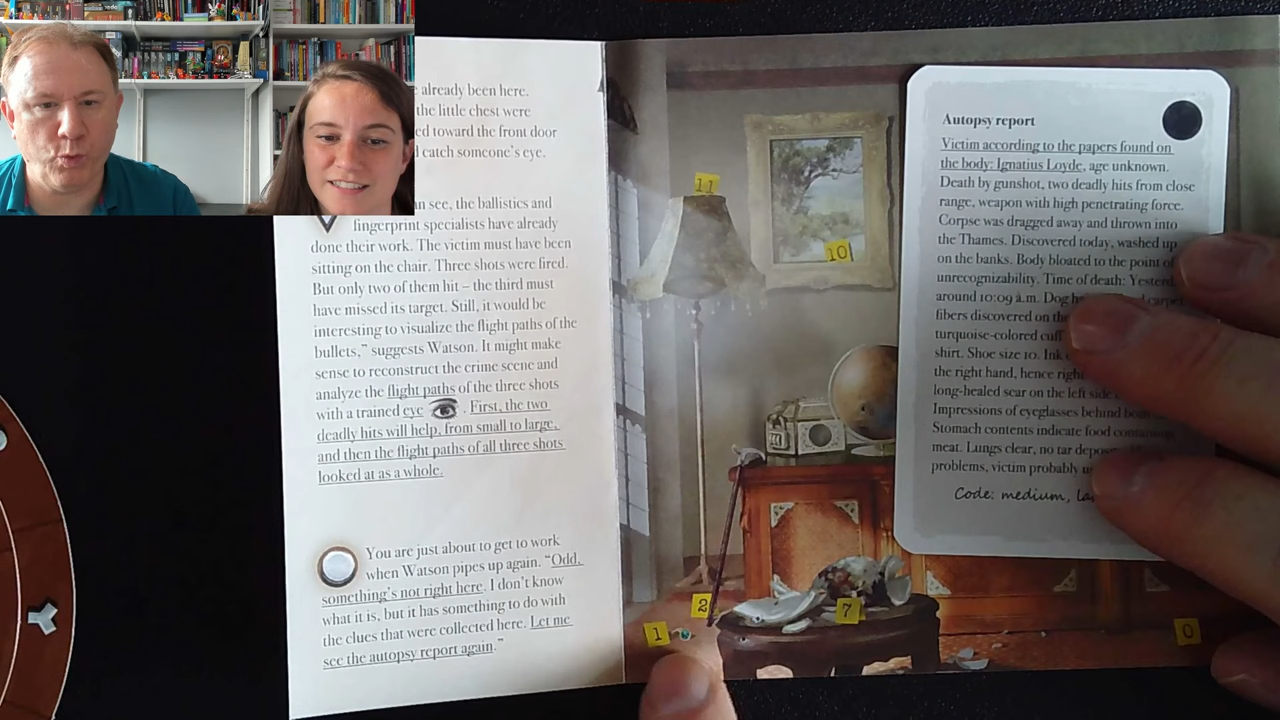 already been here.
the little chest were
toward the front door
catch someone's eye.
see, the ballistics and
fingerprint specialists have already
done their work. The victim must have been
sitting on the chair. Three shots were fired.
But only two of them hit – the third must
have missed its target. Still, it would be
interesting to visualize the flight paths of the
bullets,” suggests Watson. It might make
sense to reconstruct the crime scene and
analyze the flight paths of the three shots
with a trained eye . First, the two
deadly hits will help, from small to large,
and then the flight paths of all three shots
looked at as a whole.
You are just about to get to work
when Watson pipes up again. “Odd,
something's not right here. I don't know
what it is, but it has something to do with
the clues that were collected here. Let me
see the autopsy report again.”
11
10
2
7
1
0
Autopsy report
Victim according to the papers found on
the body: Ignatius Loyde, age unknown.
Death by gunshot, two deadly hits from close
range, weapon with high penetrating force.
Corpse was dragged away and thrown into
the Thames. Discovered today, washed up
on the banks. Body bloated to the point of
unrecognizability. Time of death:
around 10:09 a.m. Dog
fibers discovered on the
turquoise-colored
shirt. Shoe size 10. Ink
the right hand, hence right
long-healed scar on the left side
Impressions of eyeglasses behind
Stomach contents indicate food
meat. Lungs clear, no tar
problems, victim probably
Code: medium,